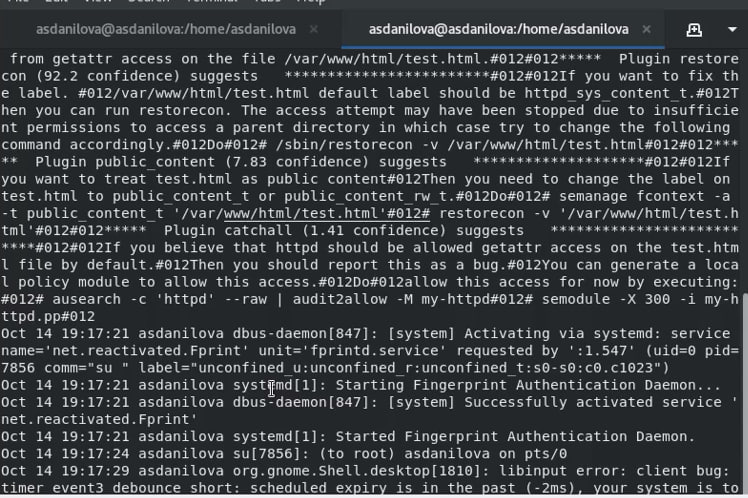 asdanilova@asdanilova:/home/asdanilova × asdanilova@asdanilova:/home/asdanilova ×
from getattr access on the file /var/www/html/test.html.#012#012***** Plugin restore
con (92.2 confidence) suggests ************************#012#012If you want to fix th
e label. #012/var/www/html/test.html default label should be httpd_sys_content_t.#012T
hen you can run restorecon. The access attempt may have been stopped due to insufficie
nt permissions to access a parent directory in which case try to change the following
command accordingly.#012Do#012# /sbin/restorecon -v /var/www/html/test.html#012#012***
** Plugin public_content (7.83 confidence) suggests ********************#012#012If
you want to treat test.html as public content#012Then you need to change the label on
test.html to public_content_t or public_content_rw_t.#012Do#012# semanage fcontext -a
-t public_content_t '/var/www/html/test.html'#012# restorecon -v '/var/www/html/test.h
tml'#012#012***** Plugin catchall (1.41 confidence) suggests **********************
****#012#012If you believe that httpd should be allowed getattr access on the test.htm
l file by default.#012Then you should report this as a bug.#012You can generate a loca
l policy module to allow this access.#012Do#012allow this access for now by executing:
#012# ausearch -c 'httpd' --raw | audit2allow -M my-httpd#012# semodule -X 300 -i my-h
ttpd.pp#012
Oct 14 19:17:21 asdanilova dbus-daemon[847]: [system] Activating via systemd: service
name='net.reactivated.Fprint' unit='fprintd.service' requested by ':1.547' (uid=0 pid=
7856 comm="su " label="unconfined_u:unconfined_r:unconfined_t:s0-s0:c0.c1023")
Oct 14 19:17:21 asdanilova systemd[1]: Starting Fingerprint Authentication Daemon...
Oct 14 19:17:21 asdanilova dbus-daemon[847]: [system] Successfully activated service '
net.reactivated.Fprint'
Oct 14 19:17:21 asdanilova systemd[1]: Started Fingerprint Authentication Daemon.
Oct 14 19:17:24 asdanilova su[7856]: (to root) asdanilova on pts/0
Oct 14 19:17:29 asdanilova org.gnome.Shell.desktop[1810]: libinput error: client bug:
timer event3 debounce short: scheduled expiry is in the past (-2ms), your system is to